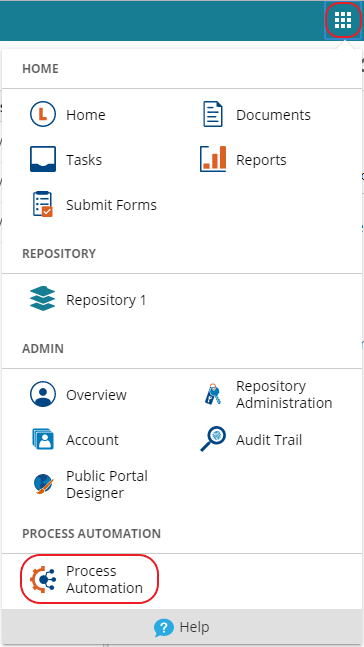 HOME
Home
Documents
Tasks
Reports
Submit Forms
REPOSITORY
Repository 1
ADMIN
Overview
Repository
Administration
Account
Audit Trail
Public Portal
Designer
PROCESS AUTOMATION
Process
Automation
Help